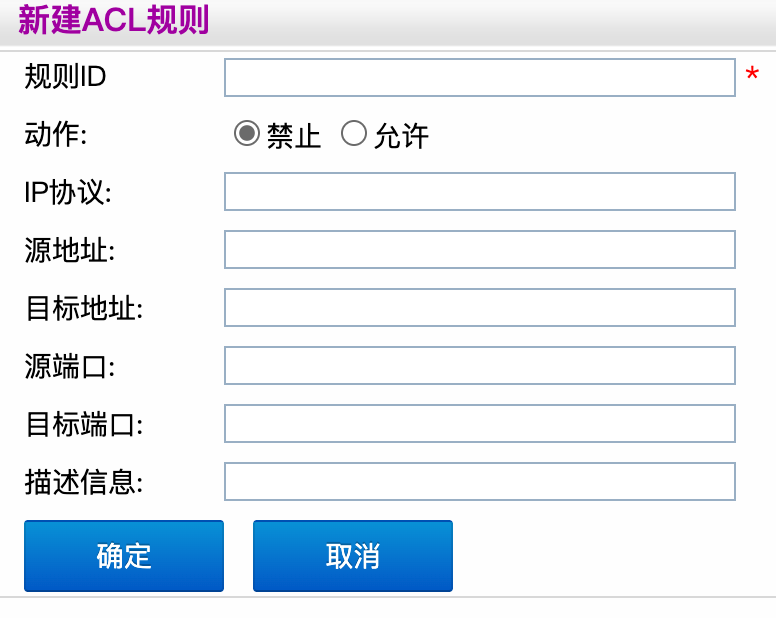 新建ACL规则
规则ID *
动作: 禁止 允许
IP协议:
源地址:
目标地址:
源端口:
目标端口:
描述信息:
确定 取消